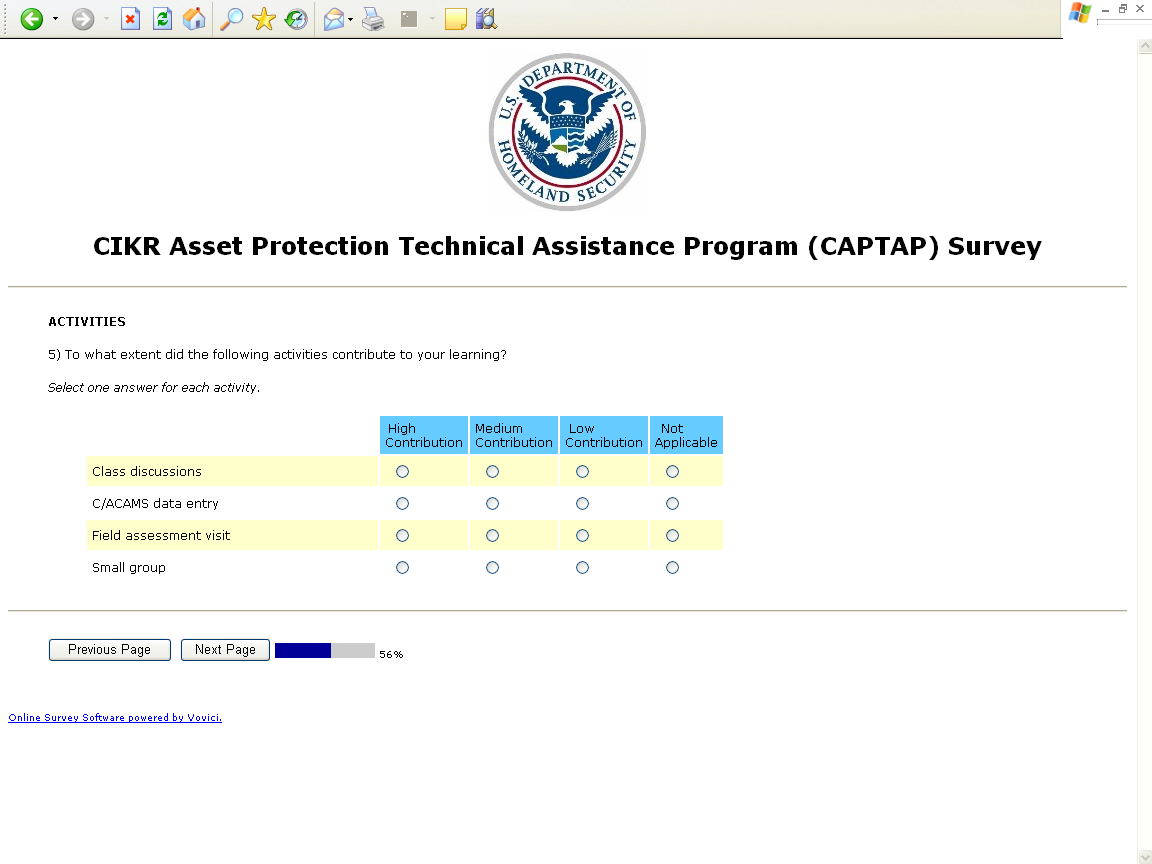 U.S. DEPARTMENT OF
HOMELAND SECURITY
CIKR Asset Protection Technical Assistance Program (CAPTAP) Survey
ACTIVITIES
5) To what extent did the following activities contribute to your learning?
Select one answer for each activity.
High Contribution Medium Contribution Low Contribution Not Applicable
Class discussions
C/ACAMS data entry
Field assessment visit
Small group
Previous Page Next Page 56%
Online Survey Software powered by Vovici.